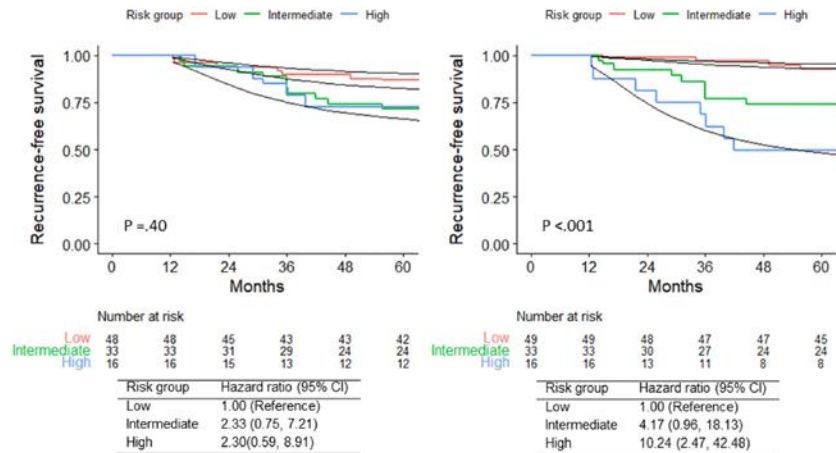 Risk group Low Intermediate High
Recurrence-free survival
1.00
0.75
0.50
0.25
0.00
P =.40
0 12 24 36 48 60
Months
Number at risk
Low 48 48 45 43 43 42
Intermediate 33 33 31 29 24 24
High 16 16 15 13 12 12
Risk group Hazard ratio (95% CI)
Low 1.00 (Reference)
Intermediate 2.33 (0.75, 7.21)
High 2.30(0.59, 8.91)
Risk group Low Intermediate High
Recurrence-free survival
1.00
0.75
0.50
0.25
0.00
P <.001
0 12 24 36 48 60
Months
Number at risk
Low 49 49 48 47 47 45
Intermediate 33 33 30 27 24 24
High 16 16 13 11 8 8
Risk group Hazard ratio (95% CI)
Low 1.00 (Reference)
Intermediate 4.17 (0.96, 18.13)
High 10.24 (2.47, 42.48)